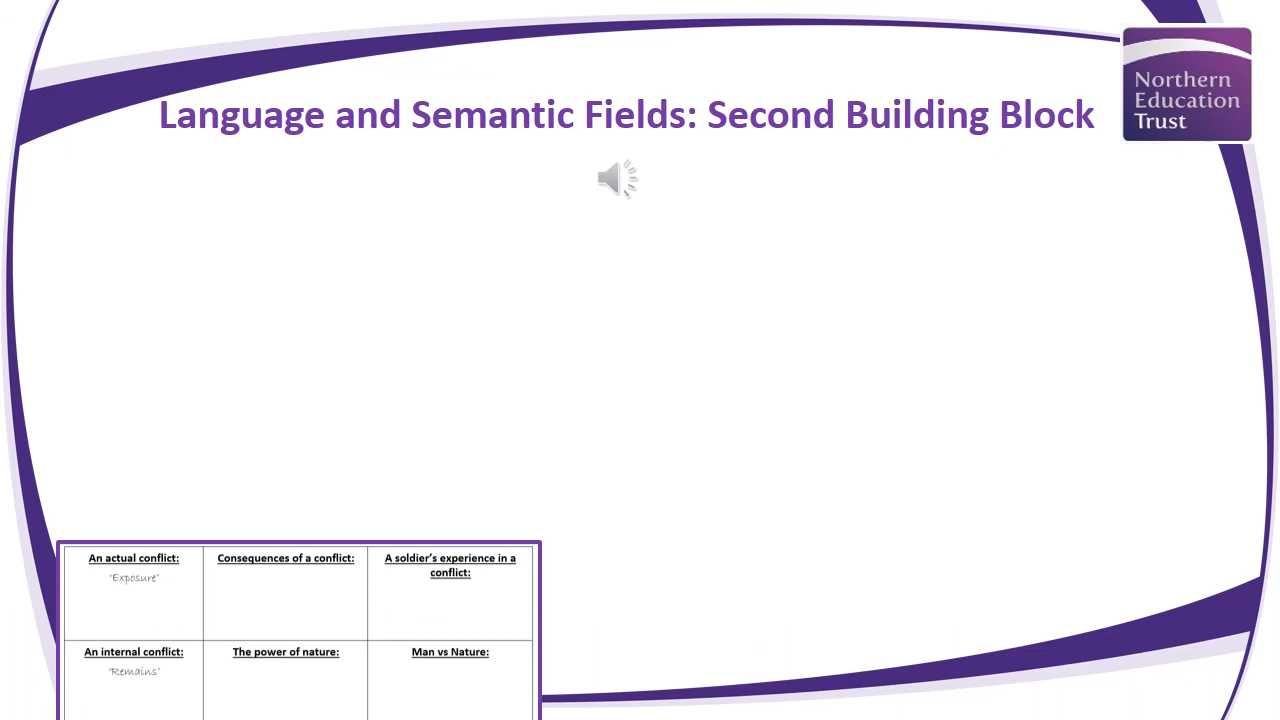 Language and Semantic Fields: Second Building Block
Northern
Education
Trust
An actual conflict:
'Exposure'
Consequences of a conflict:
A soldier's experience in a
conflict:
An internal conflict:
'Remains'
The power of nature:
Man vs Nature: